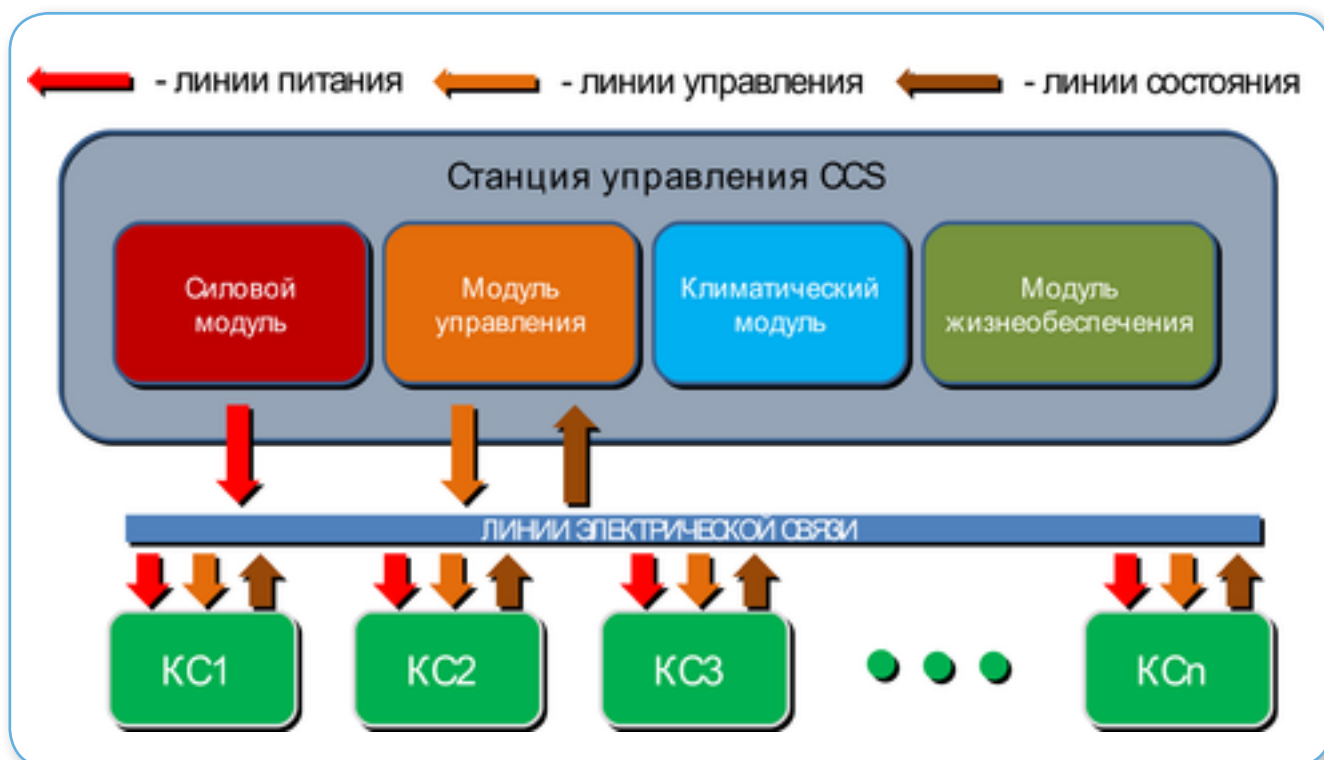 - линии питания - линии управления - линии состояния
Станция управления CCS
Силовой
модуль
Модуль
управления
Климатический
модуль
Модуль
жизнеобеспечения
ЛИНИИ ЭЛЕКТРИЧЕСКОЙ СВЯЗИ
КС1 КС2 КС3 КСn